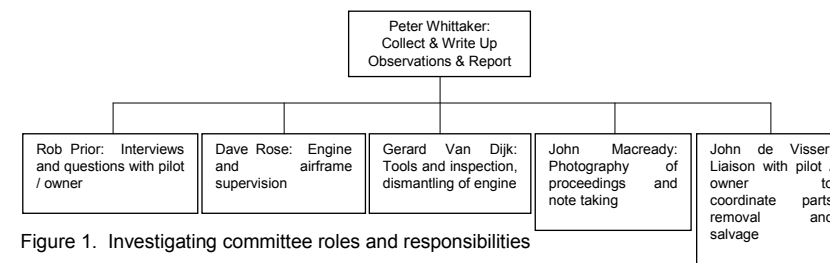 Peter Whittaker:
Collect & Write Up
Observations & Report
Rob Prior: Interviews
and questions with pilot
/ owner
Dave Rose: Engine
and airframe
supervision
Gerard Van Dijk:
Tools and inspection,
dismantling of engine
John Macready:
Photography of
proceedings and
note taking
John de Visser
Liaison with pilot
owner to
coordinate parts
removal and
salvage
Figure 1. Investigating committee roles and responsibilities